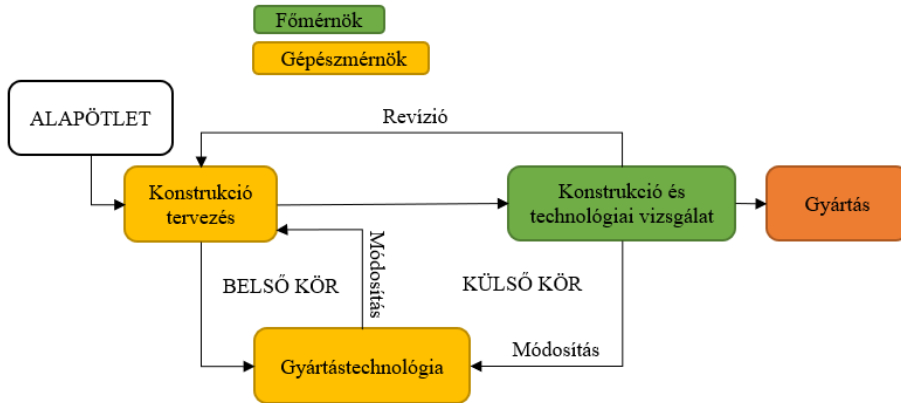 Főmérnök
Gépészmérnök
ALAPÖTLET
Revízió
Konstrukció
tervezés
Konstrukció és
technológiai vizsgálat
Gyártás
Módosítás
BELSŐ KÖR
KÜLSŐ KÖR
Módosítás
Gyártástechnológia